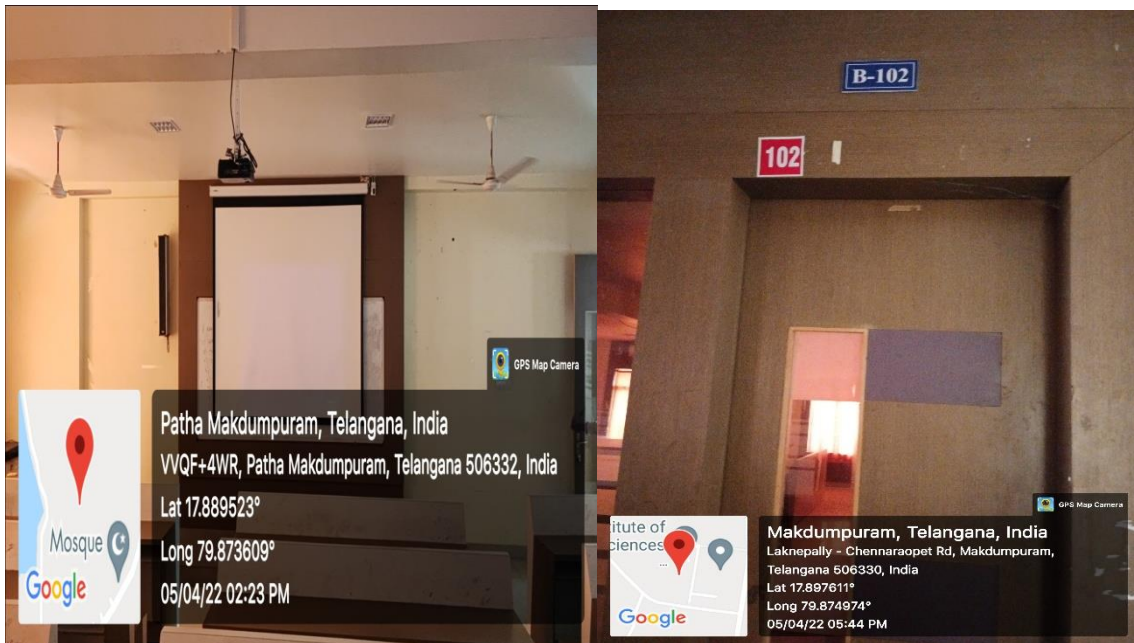 GPS Map Camera
Patha Makdumpuram, Telangana, India
VVQF+4WR, Patha Makdumpuram, Telangana 506332, India
Lat 17.889523°
Long 79.873609°
05/04/22 02:23 PM
Mosque
Google
B-102
102
GPS Map Camera
itute of
ciences
Makdumpuram, Telangana, India
Laknepally - Chennaraopet Rd, Makdumpuram,
Telangana 506330, India
Lat 17.897611°
Long 79.874974°
05/04/22 05:44 PM
Google